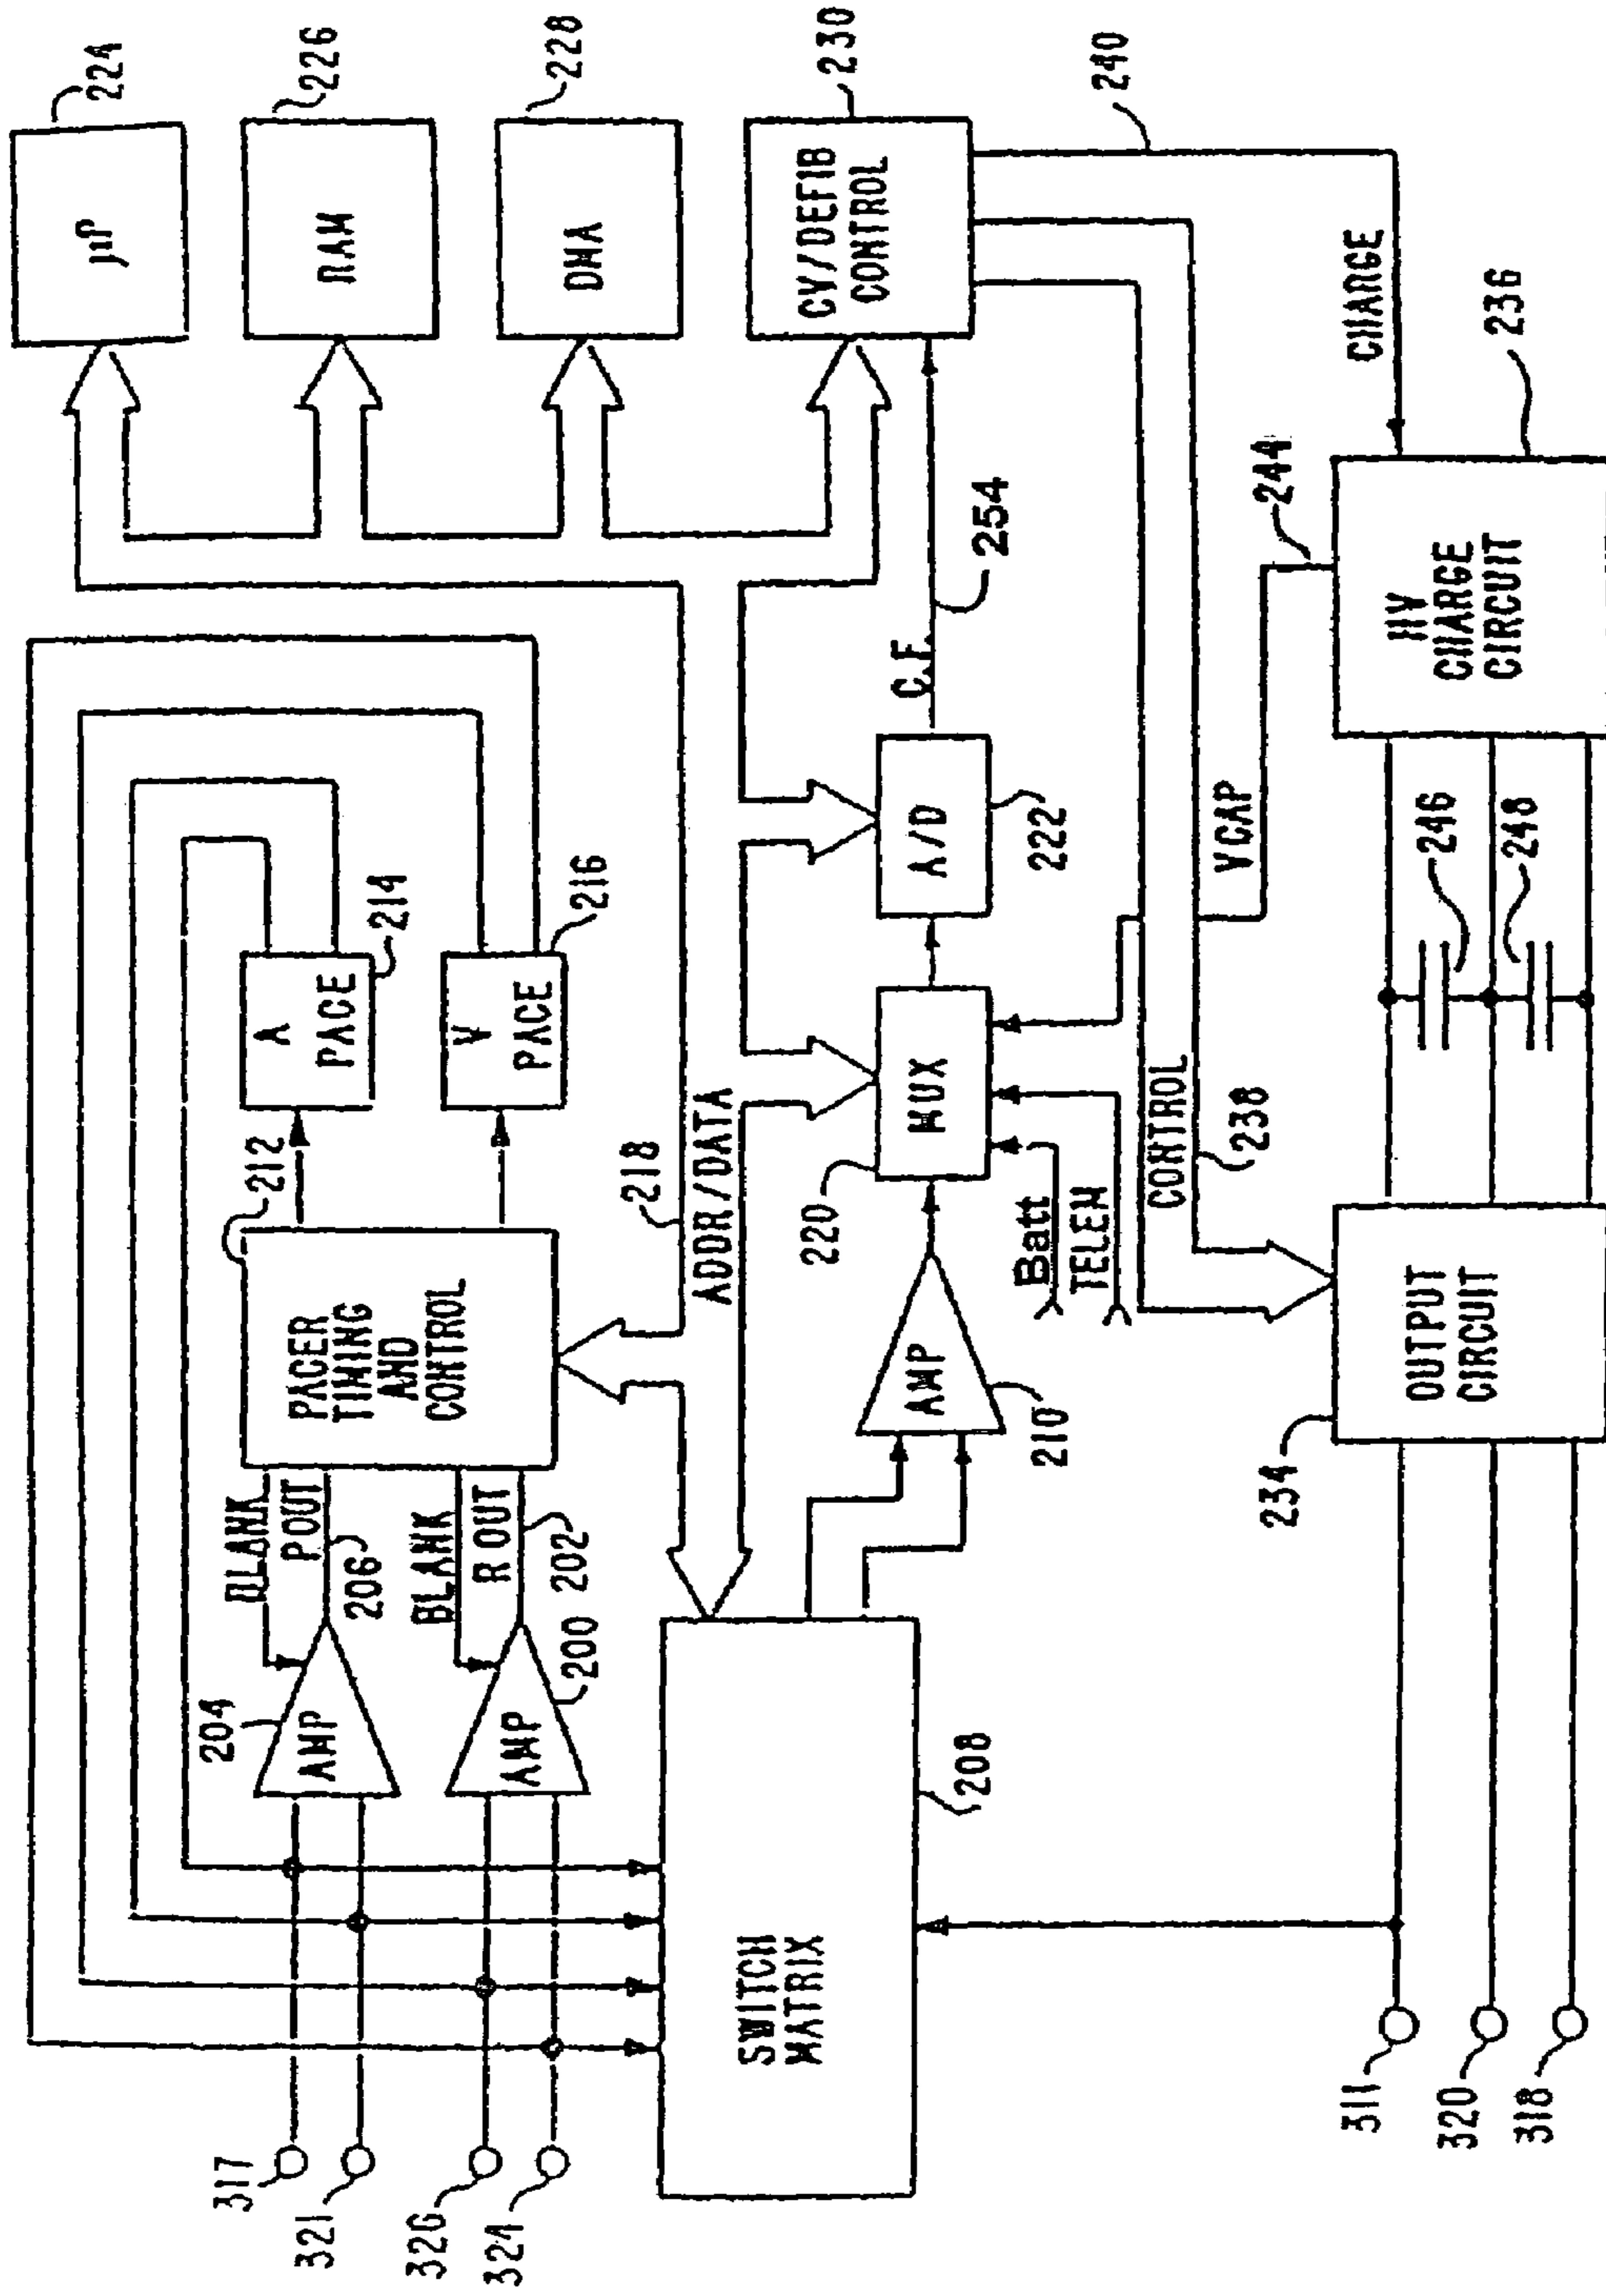 317
321
326
324
204
AMP
BLANK
P OUT
206
AMP
200
BLANK
R OUT
202
PACER
TIMING
AND
CONTROL
212
A
PACE
214
V
PACE
216
218
ADDR/DATA
224
µP
226
RAM
228
DMA
230
CV/DEFIB
CONTROL
240
SWITCH
MATRIX
208
AMP
210
220
MUX
Batt
TELEM
A/D
222
C.F.
254
CONTROL
238
VCAP
244
CHARGE
311
320
318
234
OUTPUT
CIRCUIT
246
248
HV
CHARGE
CIRCUIT
236